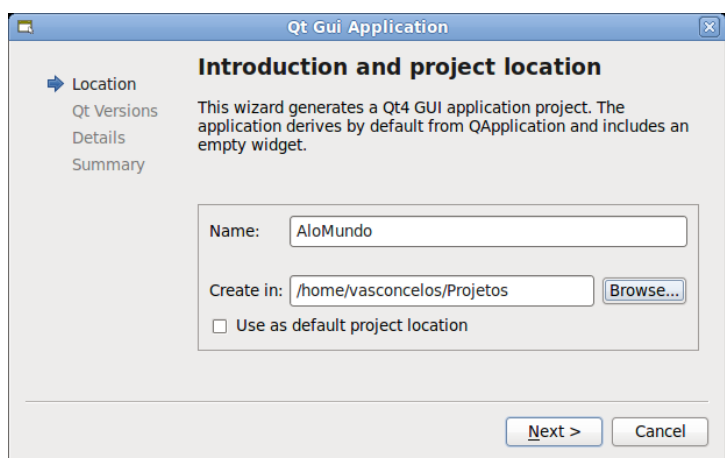 Qt Gui Application
Location
Qt Versions
Details
Summary
Introduction and project location
This wizard generates a Qt4 GUI application project. The
application derives by default from QApplication and includes an
empty widget.
Name: AloMundo
Create in: /home/vasconcelos/Projetos Browse...
Use as default project location
Next > Cancel